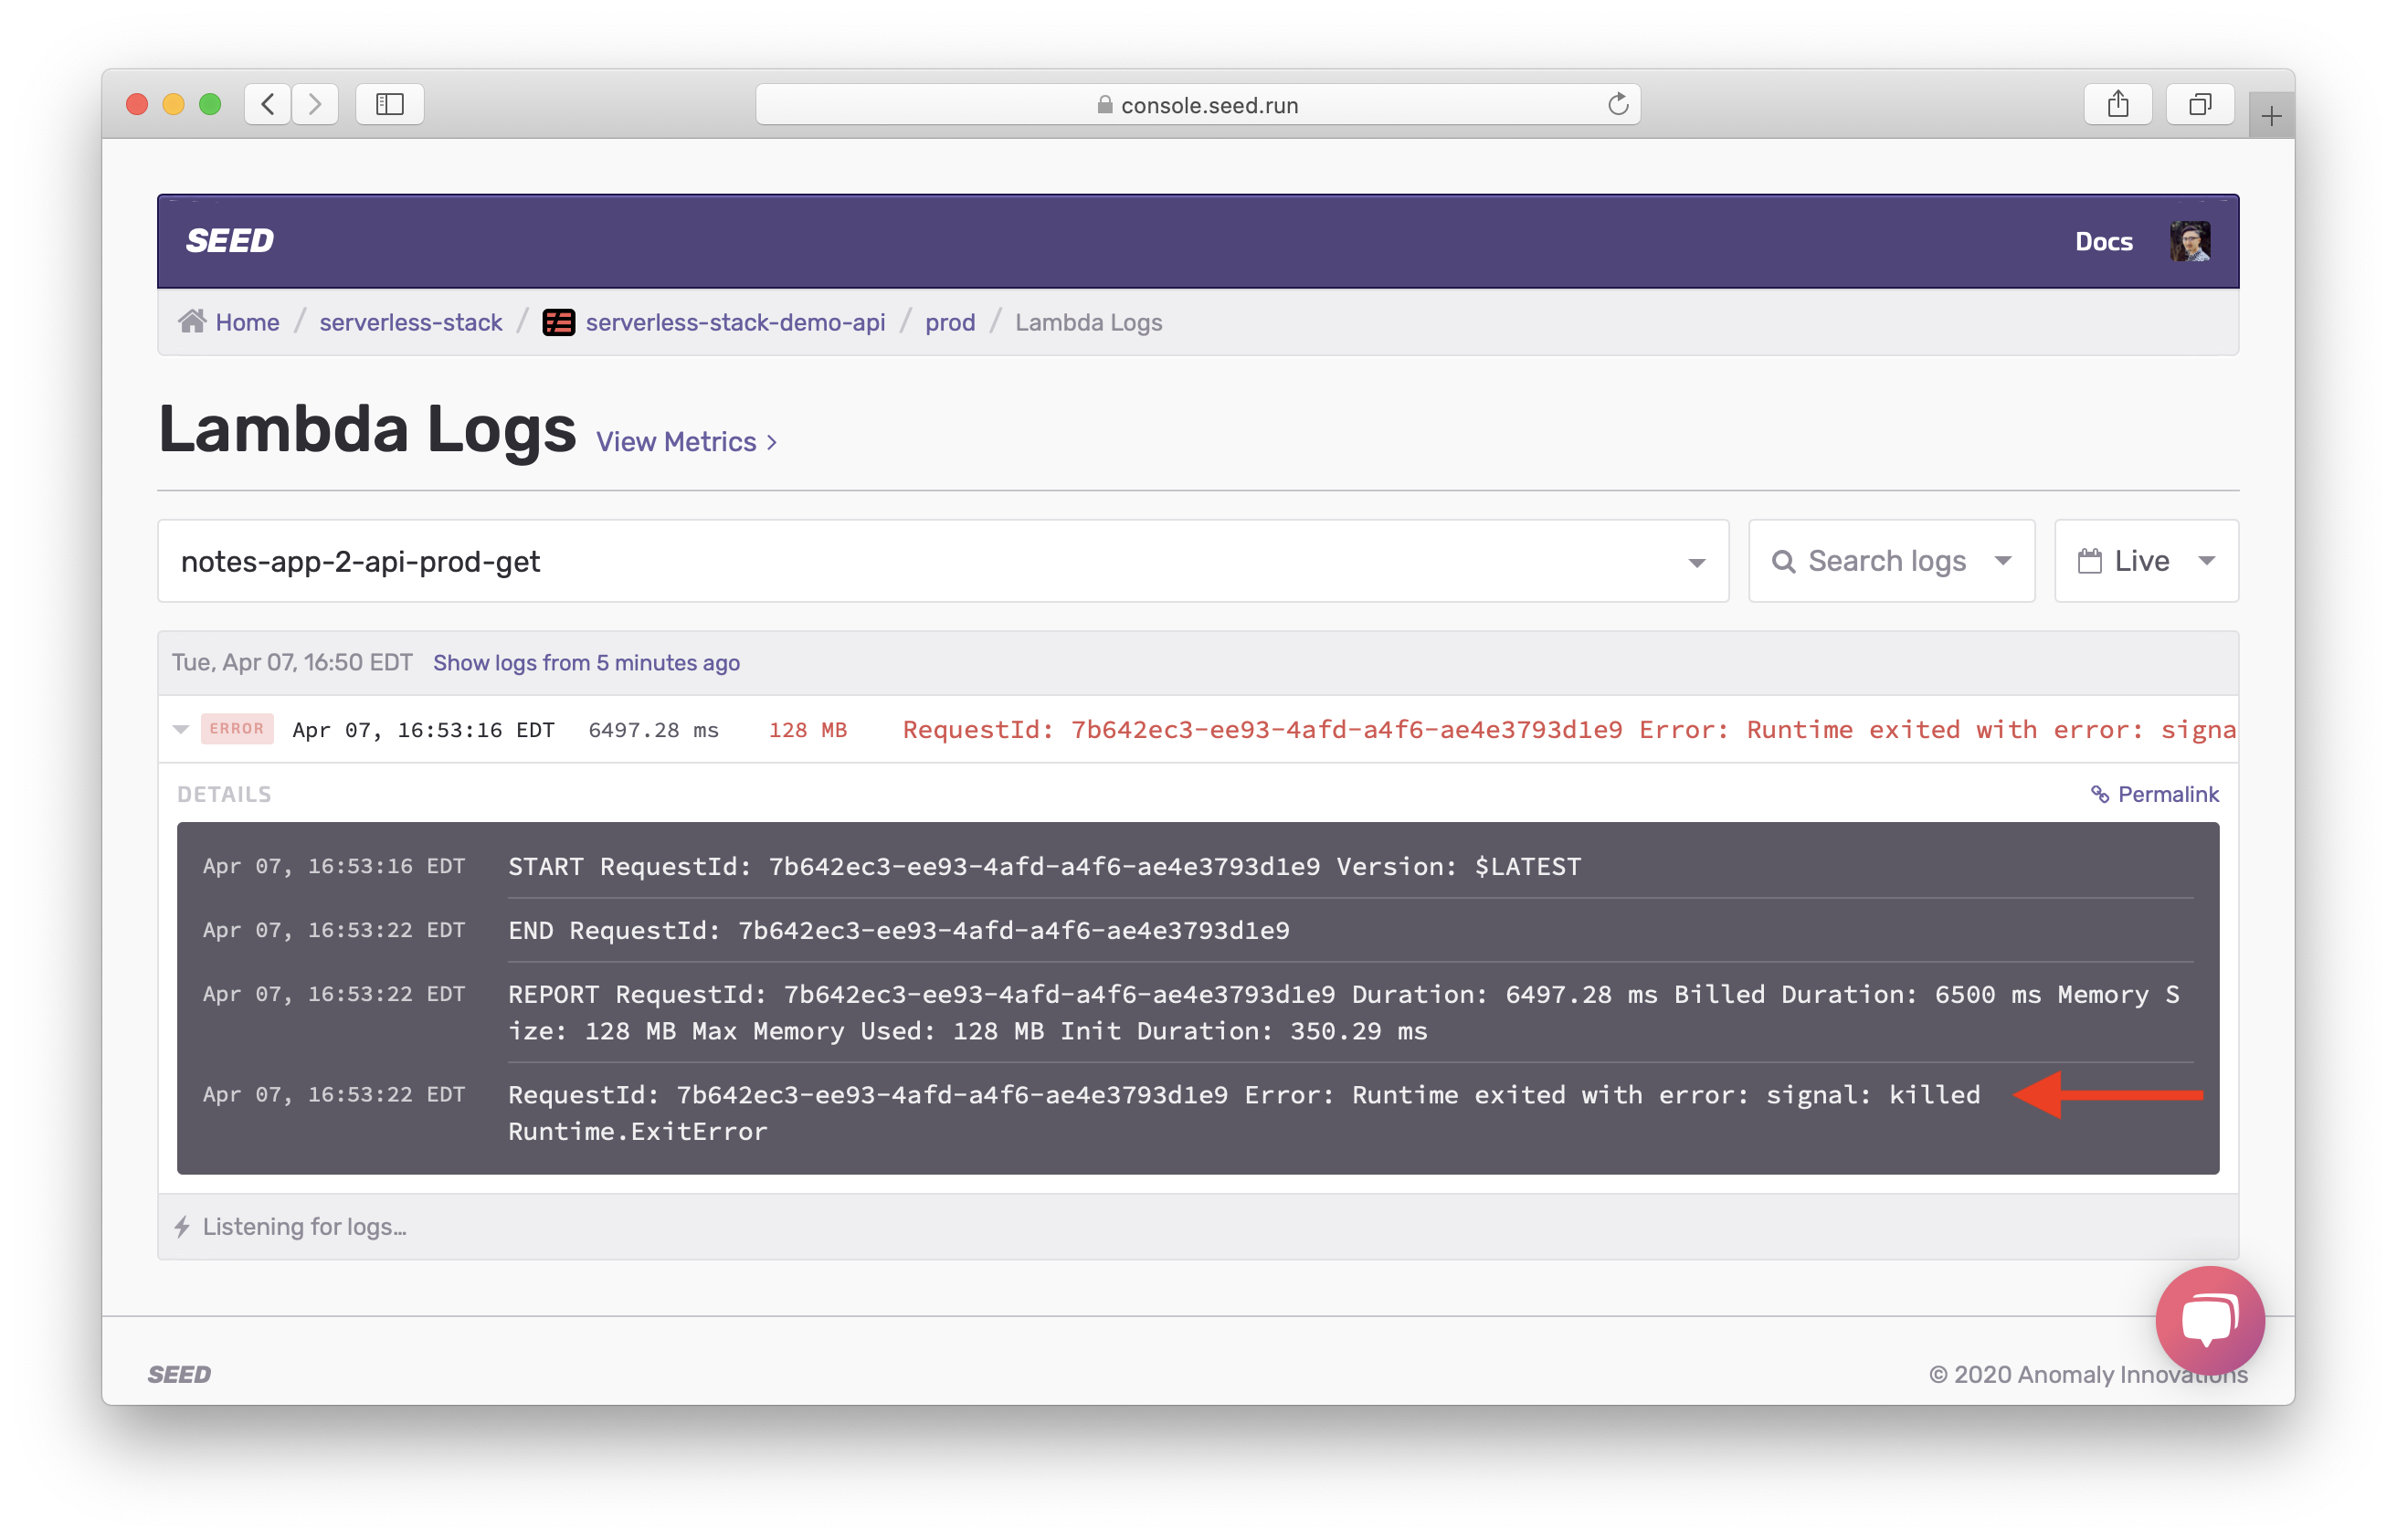 console.seed.run
SEED
Docs
Home / serverless-stack / serverless-stack-demo-api / prod / Lambda Logs
Lambda Logs View Metrics >
notes-app-2-api-prod-get
Search logs
Live
Tue, Apr 07, 16:50 EDT Show logs from 5 minutes ago
ERROR Apr 07, 16:53:16 EDT 6497.28 ms 128 MB RequestId: 7b642ec3-ee93-4afd-a4f6-ae4e3793d1e9 Error: Runtime exited with error: signa
DETAILS
Permalink
Apr 07, 16:53:16 EDT START RequestId: 7b642ec3-ee93-4afd-a4f6-ae4e3793d1e9 Version: $LATEST
Apr 07, 16:53:22 EDT END RequestId: 7b642ec3-ee93-4afd-a4f6-ae4e3793d1e9
Apr 07, 16:53:22 EDT REPORT RequestId: 7b642ec3-ee93-4afd-a4f6-ae4e3793d1e9 Duration: 6497.28 ms Billed Duration: 6500 ms Memory S
ize: 128 MB Max Memory Used: 128 MB Init Duration: 350.29 ms
Apr 07, 16:53:22 EDT RequestId: 7b642ec3-ee93-4afd-a4f6-ae4e3793d1e9 Error: Runtime exited with error: signal: killed
Runtime.ExitError
Listening for logs...
SEED
© 2020 Anomaly Innovations